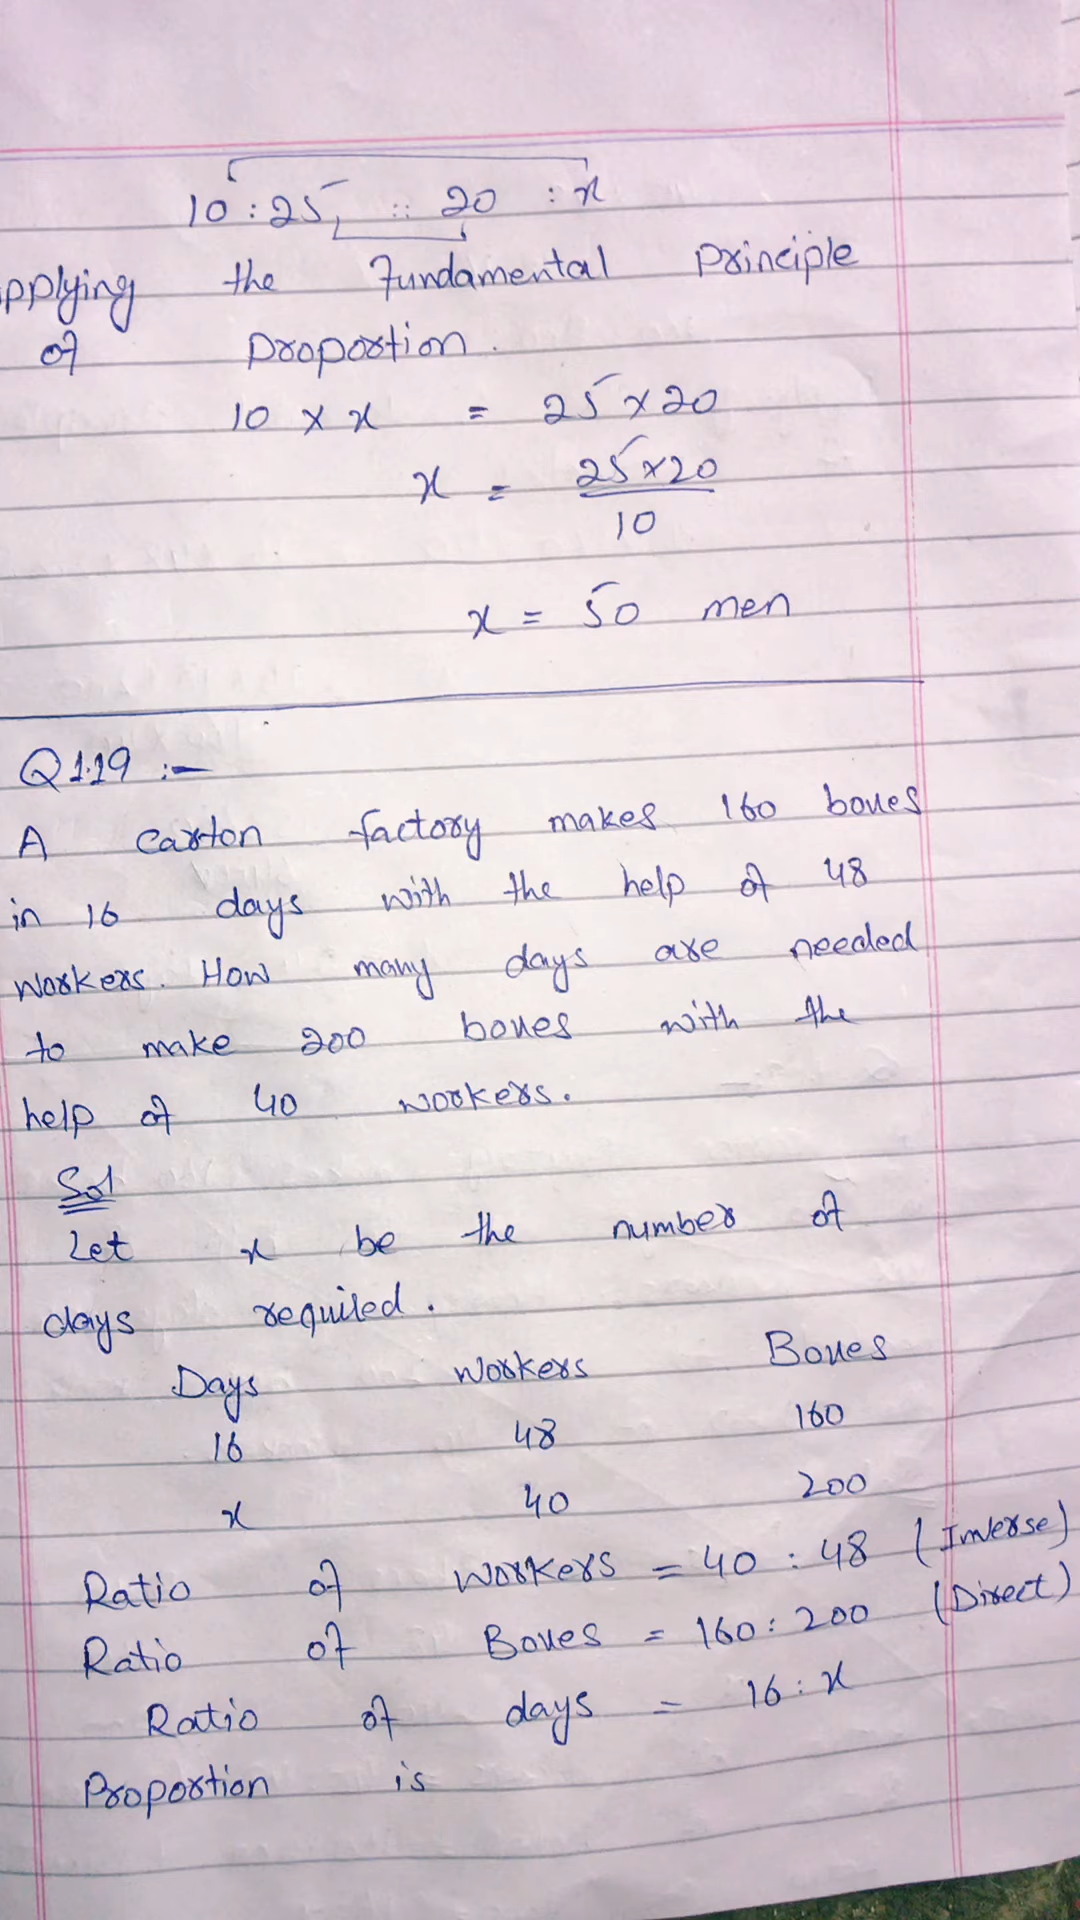 10 : 25 :: 20 : x
pplying the Fundamental Principle
of Proportion.
10 × x = 25 × 20
x = 25×20
10
x = 50 men
Q 1.19 :-
A carton factory makes 160 boxes
in 16 days with the help of 48
workers. How many days are needed
to make 200 boxes with the
help of 40 workers.
Sol
Let x be the number of
days required.
Days Workers Boxes
16 48 160
x 40 200
Ratio of workers = 40 : 48 (Inverse)
Ratio of Boxes = 160 : 200 (Direct)
Ratio of days = 16 : x
Proportion is